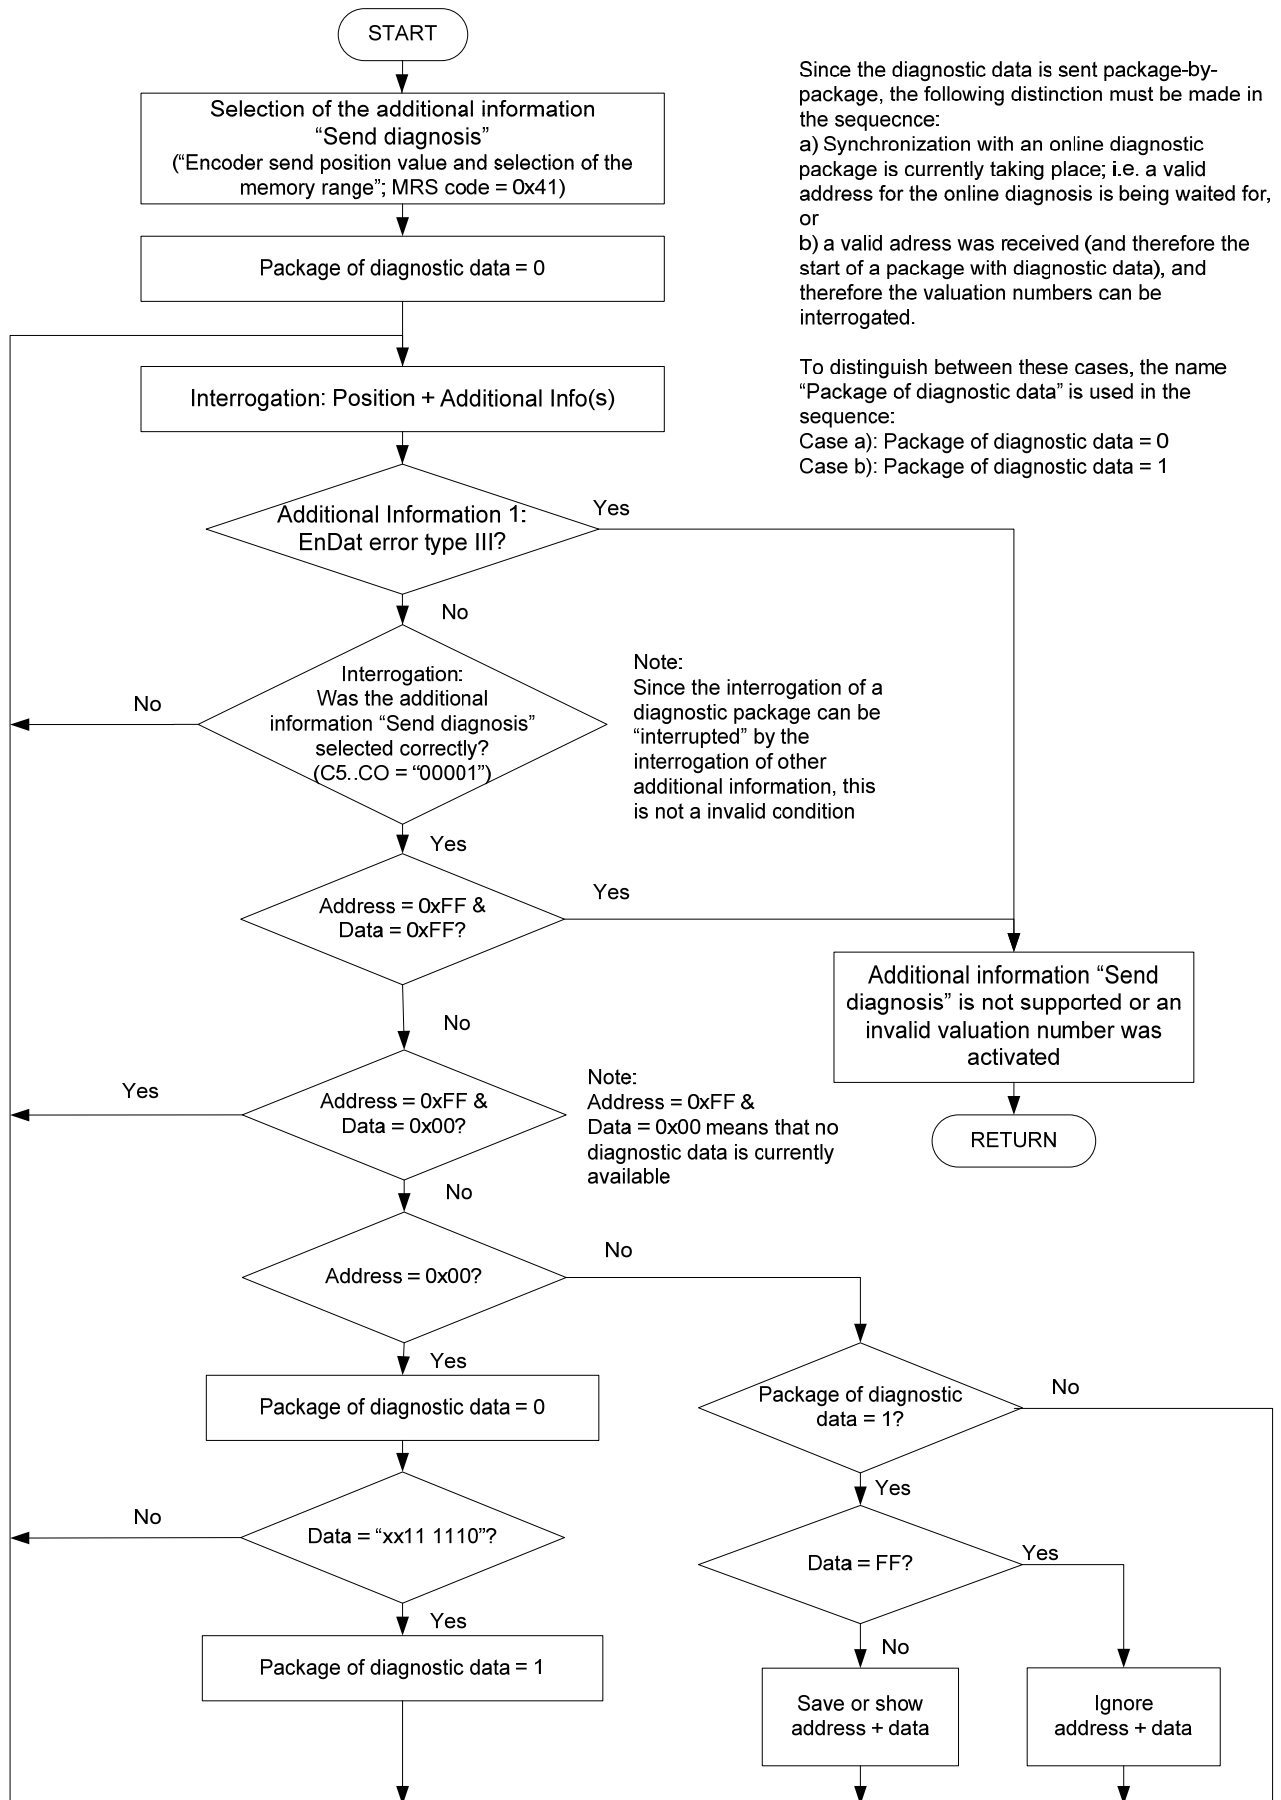 START
Selection of the additional information
“Send diagnosis”
(“Encoder send position value and selection of the
memory range”; MRS code = 0x41)
Package of diagnostic data = 0
Since the diagnostic data is sent package-by-
package, the following distinction must be made in
the sequecnce:
a) Synchronization with an online diagnostic
package is currently taking place; i.e. a valid
address for the online diagnosis is being waited for,
or
b) a valid adress was received (and therefore the
start of a package with diagnostic data), and
therefore the valuation numbers can be
interrogated.
To distinguish between these cases, the name
“Package of diagnostic data” is used in the
sequence:
Case a): Package of diagnostic data = 0
Case b): Package of diagnostic data = 1
Interrogation: Position + Additional Info(s)
Additional Information 1:
EnDat error type III?
Yes
No
Interrogation:
Was the additional
information “Send diagnosis”
selected correctly?
(C5..CO = “00001”)
No
Note:
Since the interrogation of a
diagnostic package can be
“interrupted” by the
interrogation of other
additional information, this
is not a invalid condition
Yes
Address = 0xFF &
Data = 0xFF?
Yes
No
Additional information “Send
diagnosis” is not supported or an
invalid valuation number was
activated
RETURN
Address = 0xFF &
Data = 0x00?
Yes
Note:
Address = 0xFF &
Data = 0x00 means that no
diagnostic data is currently
available
No
Address = 0x00?
No
Yes
Package of diagnostic data = 0
Package of diagnostic
data = 1?
No
Yes
Data = “xx11 1110”?
No
Yes
Data = FF?
Yes
No
Package of diagnostic data = 1
Save or show
address + data
Ignore
address + data